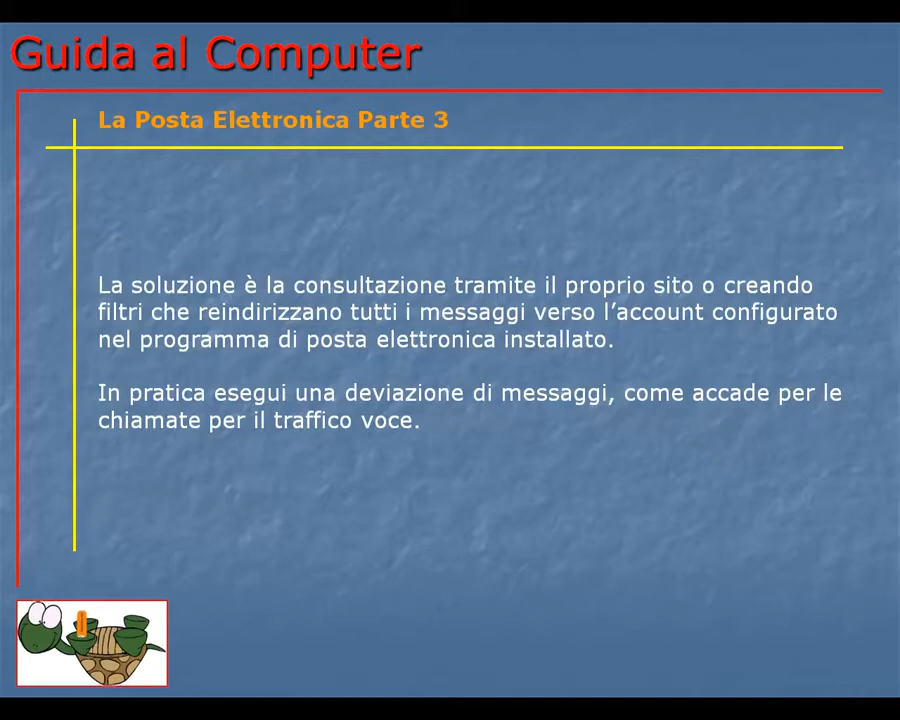 Guida al Computer
La Posta Elettronica Parte 3
La soluzione è la consultazione tramite il proprio sito o creando
filtri che reindirizzano tutti i messaggi verso l’account configurato
nel programma di posta elettronica installato.
In pratica esegui una deviazione di messaggi, come accade per le
chiamate per il traffico voce.